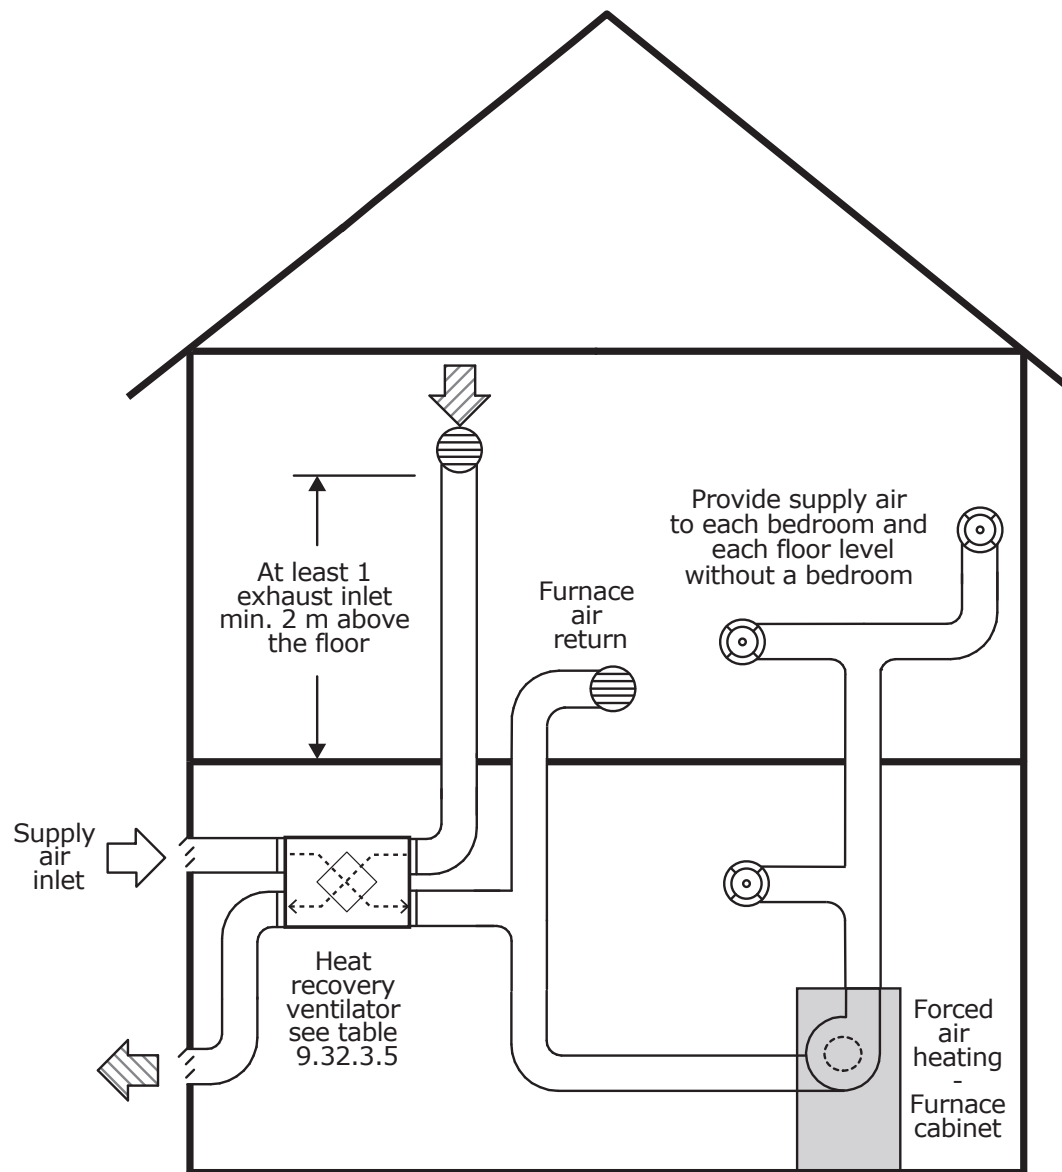 Provide supply air
to each bedroom and
each floor level
without a bedroom
At least 1
exhaust inlet
min. 2 m above
the floor
Furnace
air
return
Supply
air
inlet
Heat
recovery
ventilator
see table
9.32.3.5
Forced
air
heating
-
Furnace
cabinet